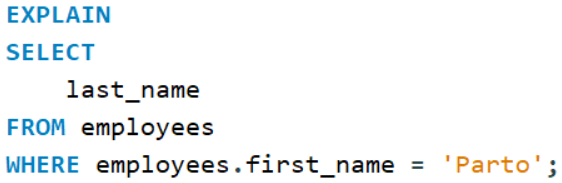 EXPLAIN
SELECT
    last_name
FROM employees
WHERE employees.first_name = 'Parto';